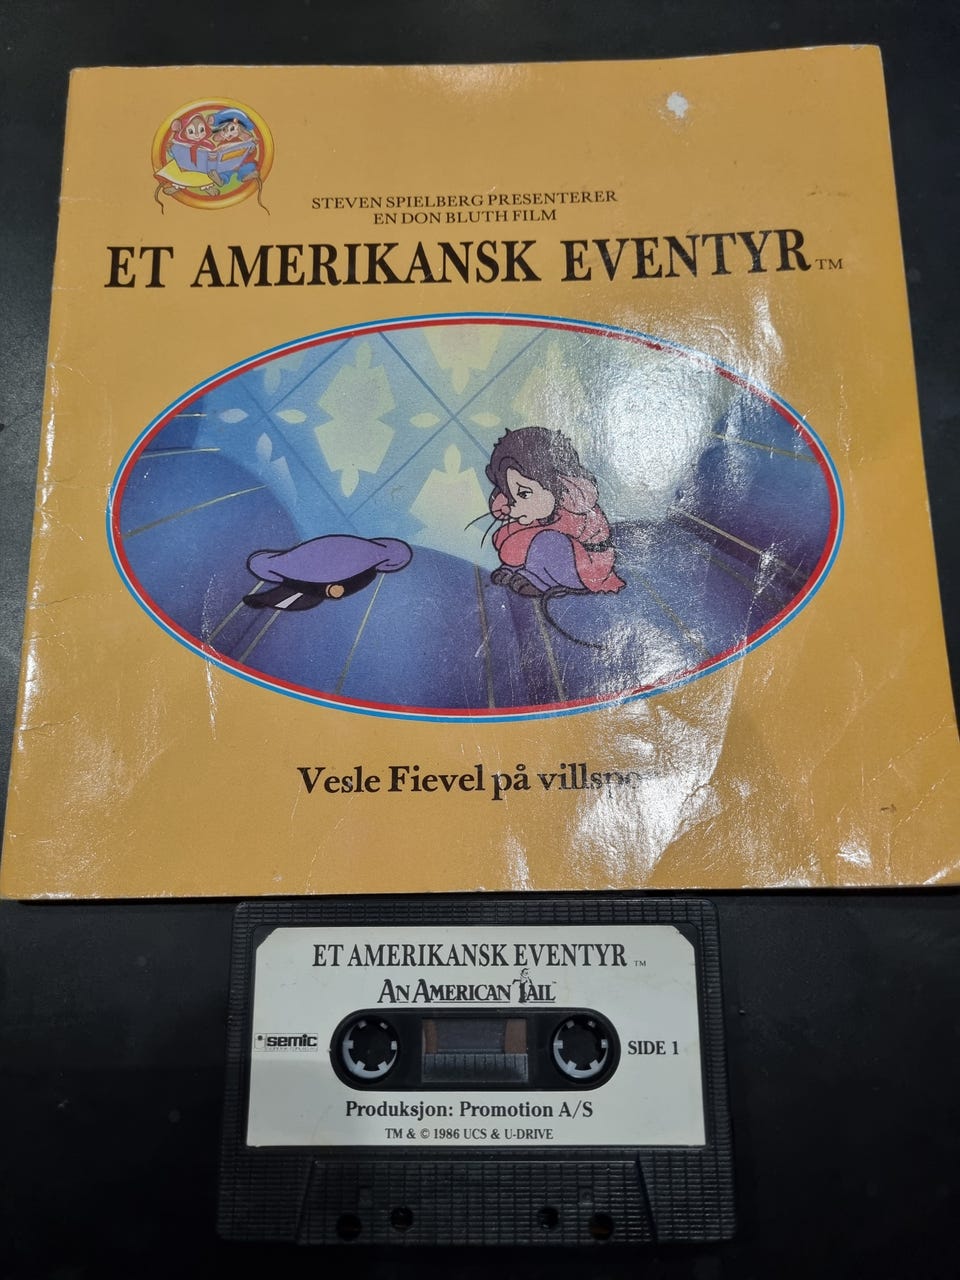 STEVEN SPIELBERG PRESENTERER
EN DON BLUTH FILM
ET AMERIKANSK EVENTYR™
Vesle Fievel på
ET AMERIKANSK EVENTYR™
AN AMERICAN TAIL™
semic
SIDE 1
Produksjon: Promotion A/S
TM & © 1986 UCS & U-DRIVE